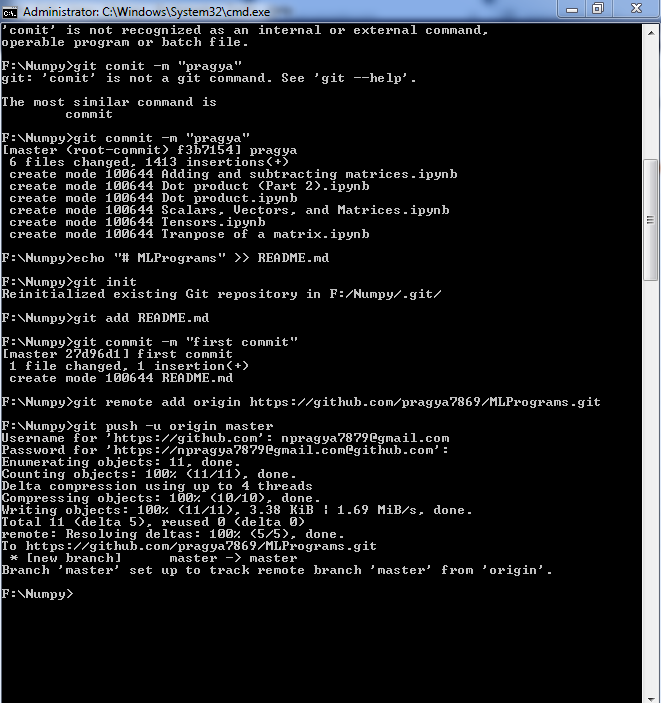 Administrator: C:\Windows\System32\cmd.exe
'comit' is not recognized as an internal or external command,
operable program or batch file.
F:\Numpy>git comit -m "pragya"
git: 'comit' is not a git command. See 'git --help'.
The most similar command is
commit
F:\Numpy>git commit -m "pragya"
[master (root-commit) f3b7154] pragya
6 files changed, 1413 insertions(+)
create mode 100644 Adding and subtracting matrices.ipynb
create mode 100644 Dot product (Part 2).ipynb
create mode 100644 Dot product.ipynb
create mode 100644 Scalars, Vectors, and Matrices.ipynb
create mode 100644 Tensors.ipynb
create mode 100644 Tranpose of a matrix.ipynb
F:\Numpy>echo "# MLPrograms" >> README.md
F:\Numpy>git init
Reinitialized existing Git repository in F:/Numpy/.git/
F:\Numpy>git add README.md
F:\Numpy>git commit -m "first commit"
[master 27d96d1] first commit
1 file changed, 1 insertion(+)
create mode 100644 README.md
F:\Numpy>git remote add origin https://github.com/pragya7869/MLPrograms.git
F:\Numpy>git push -u origin master
Username for 'https://github.com': npragya7879@gmail.com
Password for 'https://npragya7879@gmail.com@github.com':
Enumerating objects: 11, done.
Counting objects: 100% (11/11), done.
Delta compression using up to 4 threads
Compressing objects: 100% (10/10), done.
Writing objects: 100% (11/11), 3.38 KiB | 1.69 MiB/s, done.
Total 11 (delta 5), reused 0 (delta 0)
remote: Resolving deltas: 100% (5/5), done.
To https://github.com/pragya7869/MLPrograms.git
* [new branch]      master -> master
Branch 'master' set up to track remote branch 'master' from 'origin'.
F:\Numpy>